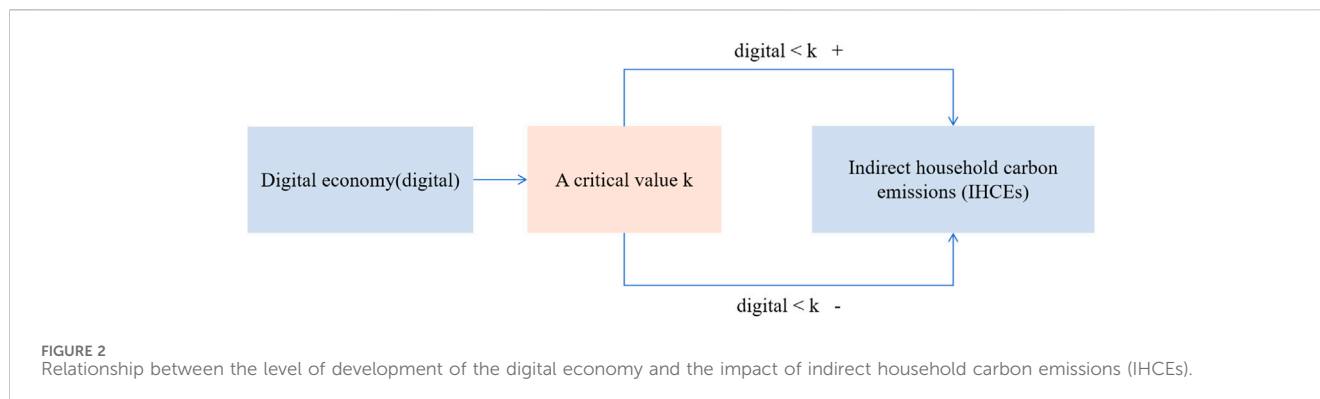 digital < k +
Digital economy(digital)
A critical value k
Indirect household carbon
emissions (IHCEs)
digital < k -
FIGURE 2
Relationship between the level of development of the digital economy and the impact of indirect household carbon emissions (IHCEs).